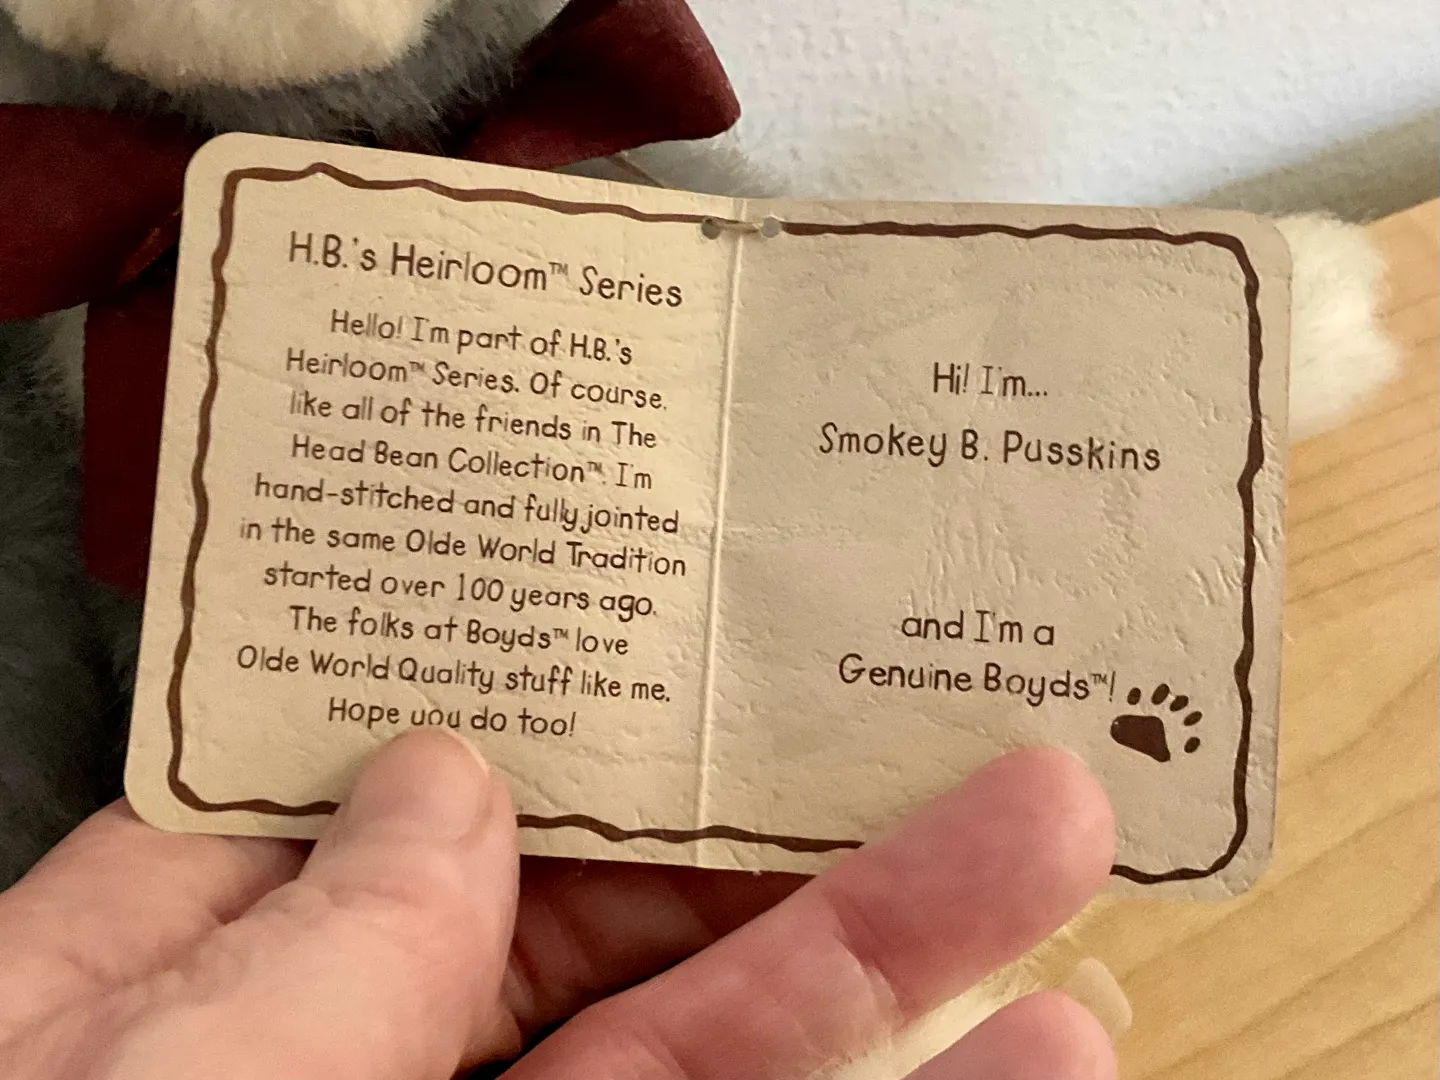 H.B.'s Heirloom™ Series
Hello! I'm part of H.B.'s
Heirloom™ Series. Of course,
like all of the friends in The
Head Bean Collection™, I'm
hand-stitched and fully jointed
in the same Olde World Tradition
started over 100 years ago.
The folks at Boyds™ love
Olde World Quality stuff like me.
Hope you do too!
Hi! I'm...
Smokey B. Pusskins
and I'm a
Genuine Boyds™!